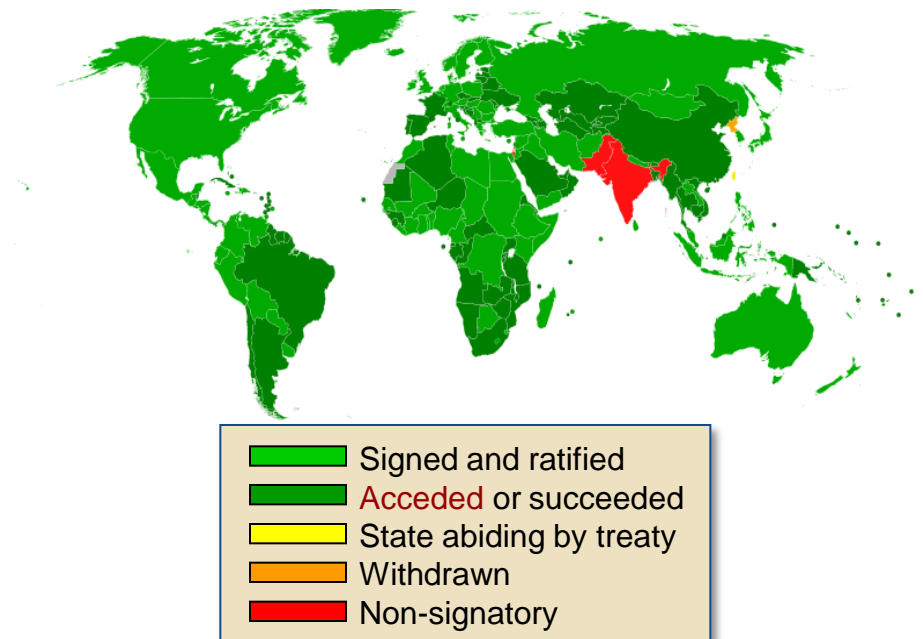 Signed and ratified
Acceded or succeeded
State abiding by treaty
Withdrawn
Non-signatory